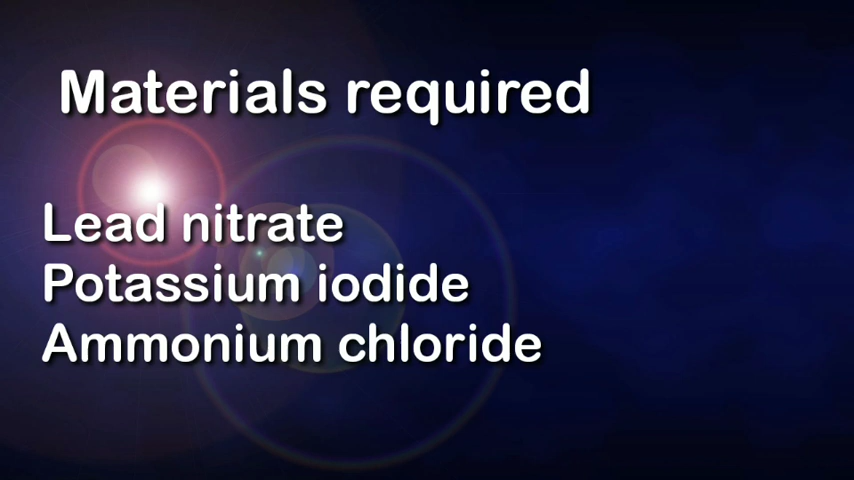 Materials required
Lead nitrate
Potassium iodide
Ammonium chloride